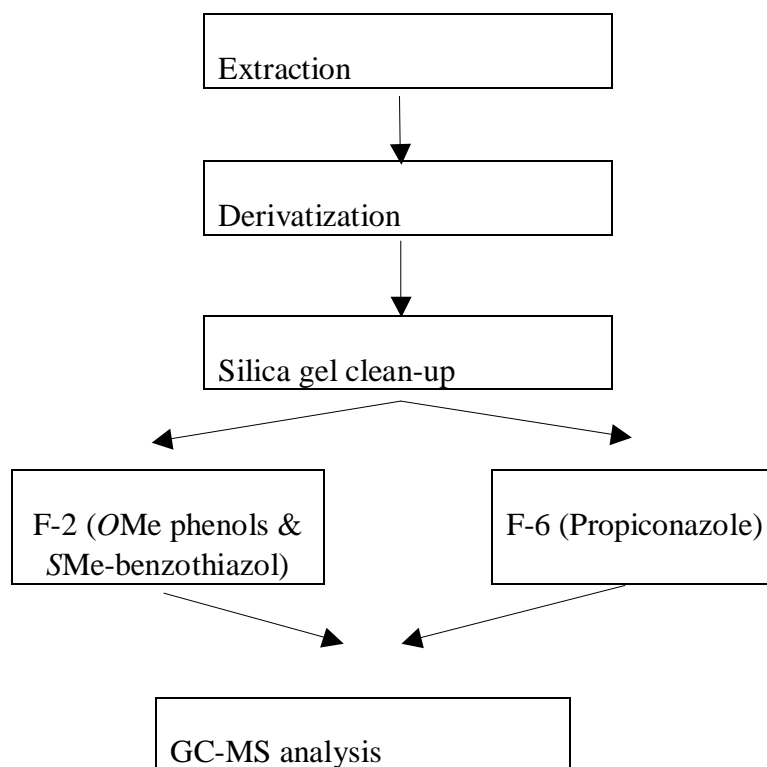 Extraction
Derivatization
Silica gel clean-up
F-2 (OMe phenols &
SMe-benzothiazol)
F-6 (Propiconazole)
GC-MS analysis